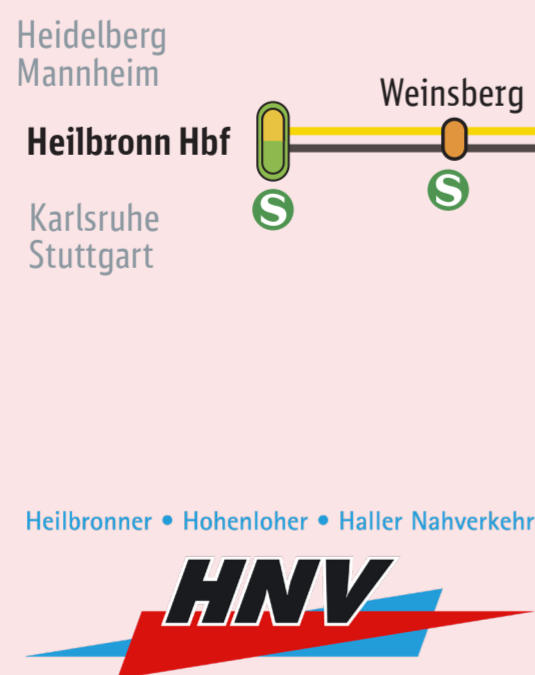 Heidelberg
Mannheim
Weinsberg
Heilbronn Hbf
S
S
Karlsruhe
Stuttgart
Heilbronner • Hohenloher • Haller Nahverkehr
HNV